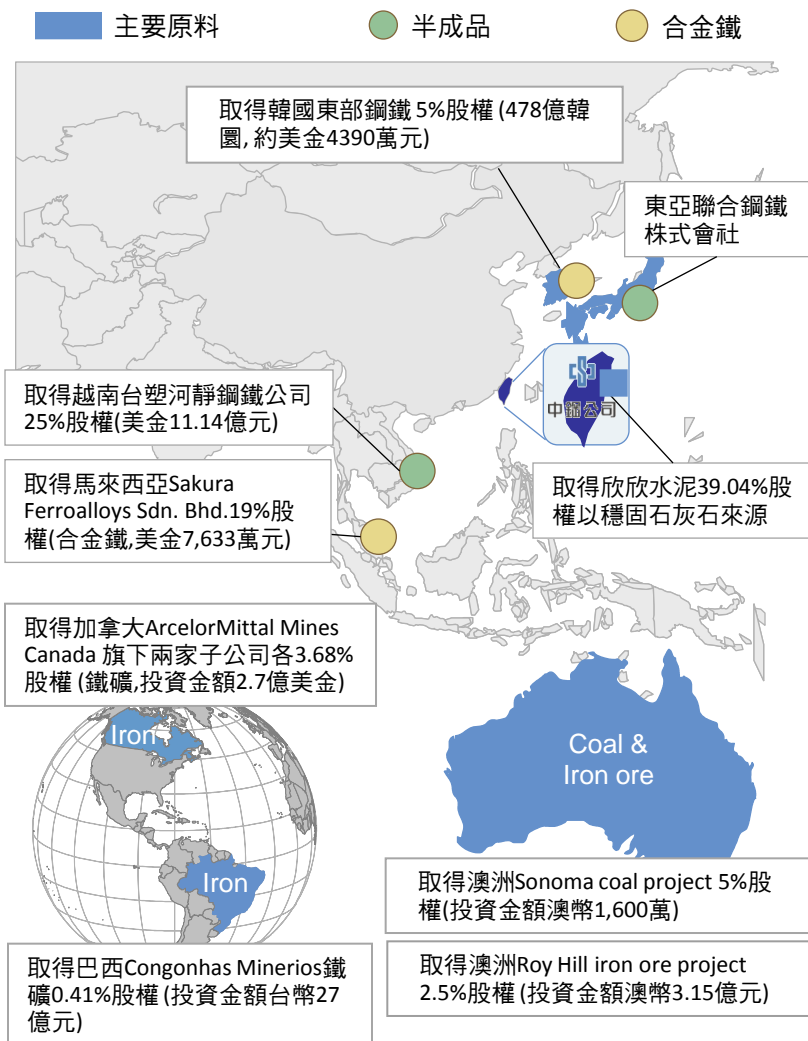 主要原料
半成品
合金鐵
取得韓國東部鋼鐵 5%股權 (478億韓
圜, 約美金4390萬元)
東亞聯合鋼鐵
株式會社
中鋼公司
取得越南台塑河靜鋼鐵公司
25%股權(美金11.14億元)
取得馬來西亞Sakura
Ferroalloys Sdn. Bhd.19%股
權(合金鐵,美金7,633萬元)
取得欣欣水泥39.04%股
權以穩固石灰石來源
取得加拿大ArcelorMittal Mines
Canada 旗下兩家子公司各3.68%
股權 (鐵礦,投資金額2.7億美金)
Iron
Coal &
Iron ore
Iron
取得澳洲Sonoma coal project 5%股
權(投資金額澳幣1,600萬)
取得巴西Congonhas Minerios鐵
礦0.41%股權 (投資金額台幣27
億元)
取得澳洲Roy Hill iron ore project
2.5%股權 (投資金額澳幣3.15億元)